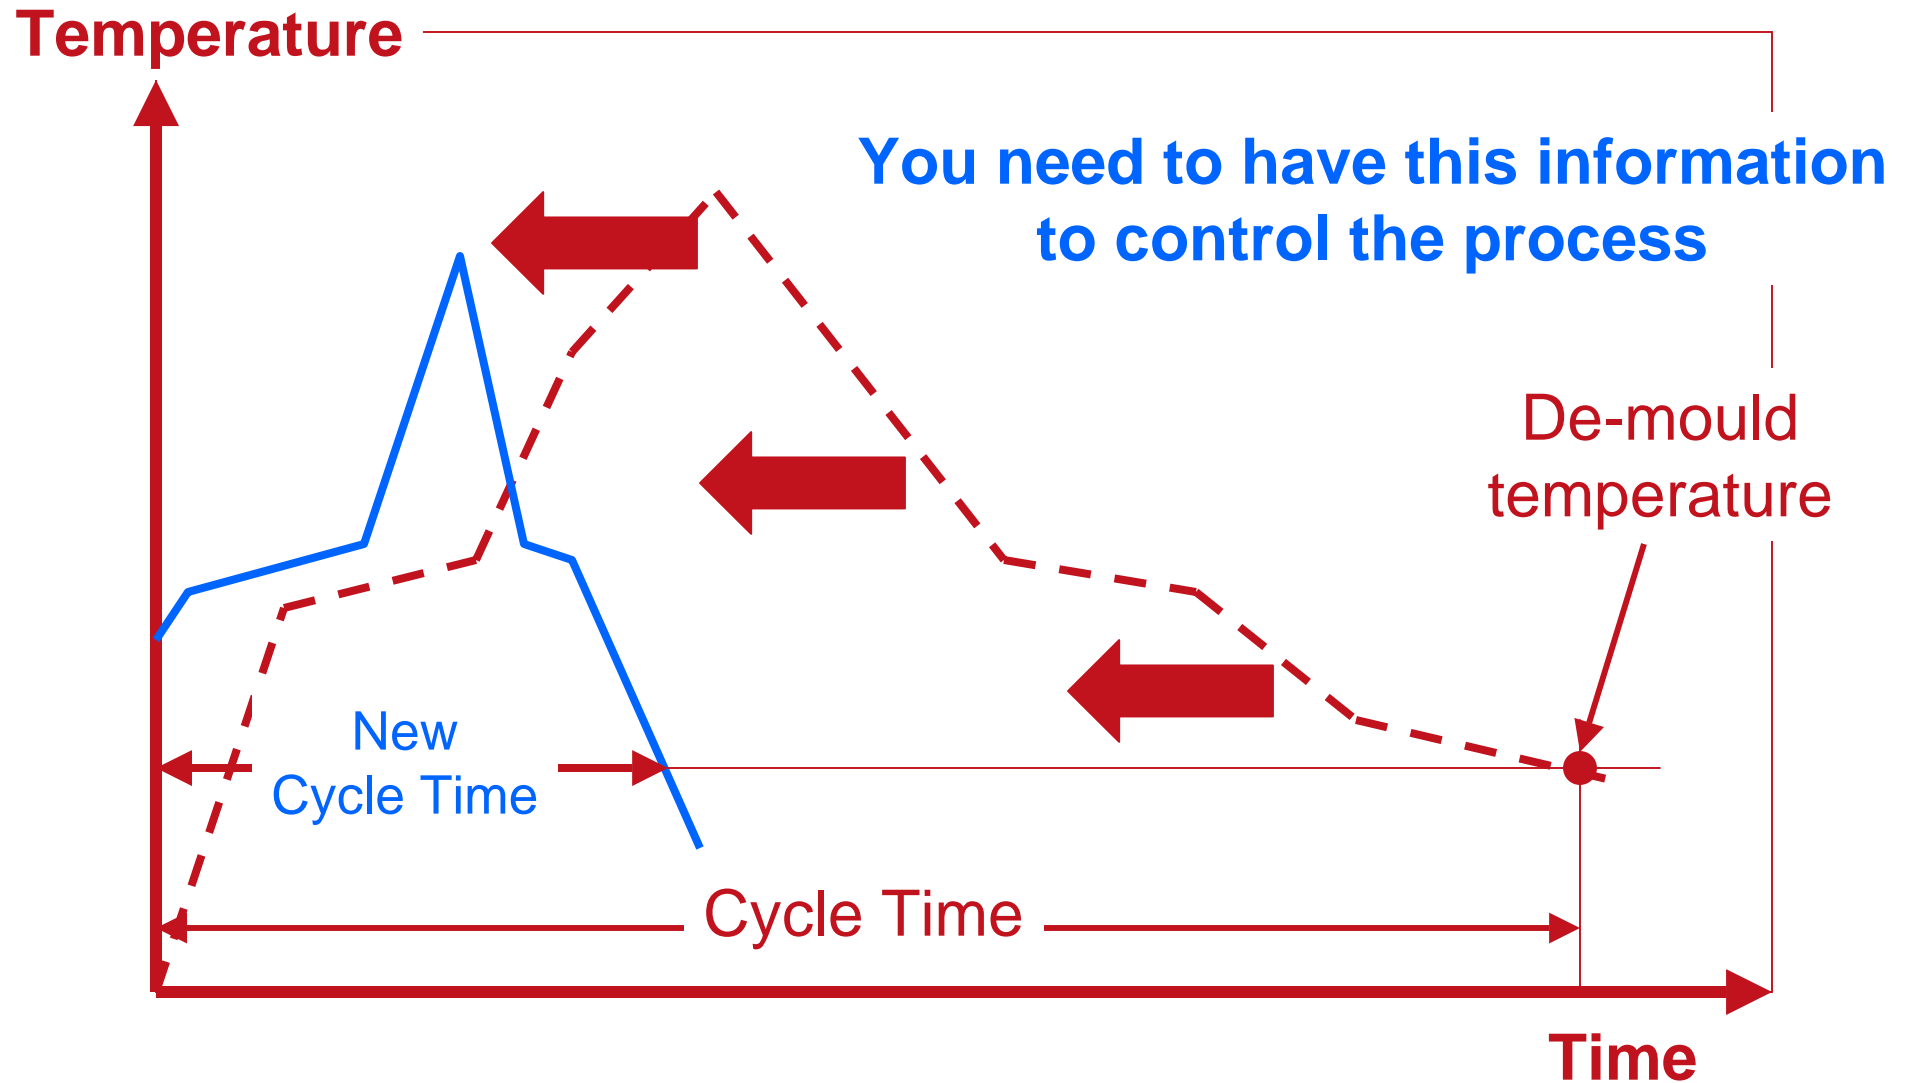 Temperature
You need to have this information
to control the process
De-mould
temperature
New
Cycle Time
Cycle Time
Time